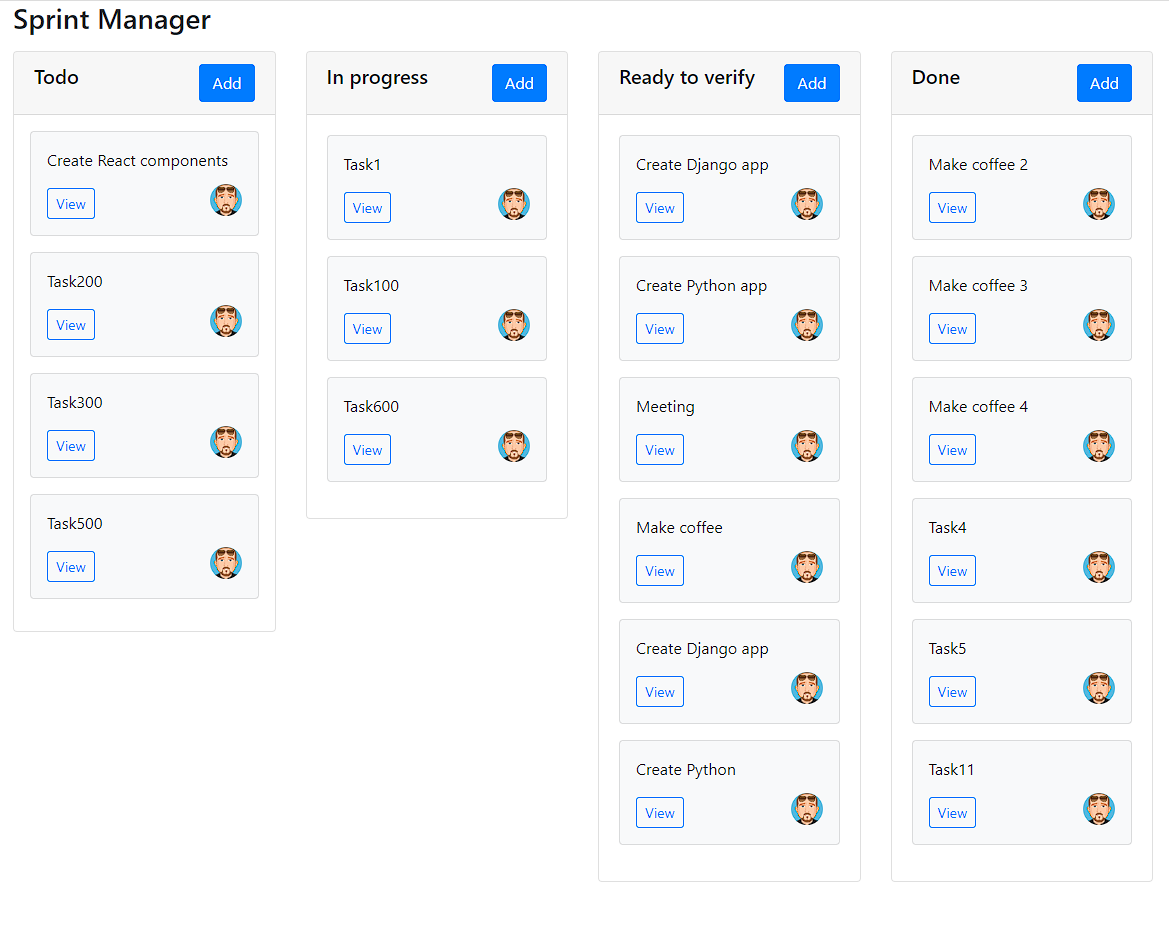 Sprint Manager
Todo
Add
Create React components
View
Task200
View
Task300
View
Task500
View
In progress
Add
Task1
View
Task100
View
Task600
View
Ready to verify
Add
Create Django app
View
Create Python app
View
Meeting
View
Make coffee
View
Create Django app
View
Create Python
View
Done
Add
Make coffee 2
View
Make coffee 3
View
Make coffee 4
View
Task4
View
Task5
View
Task11
View